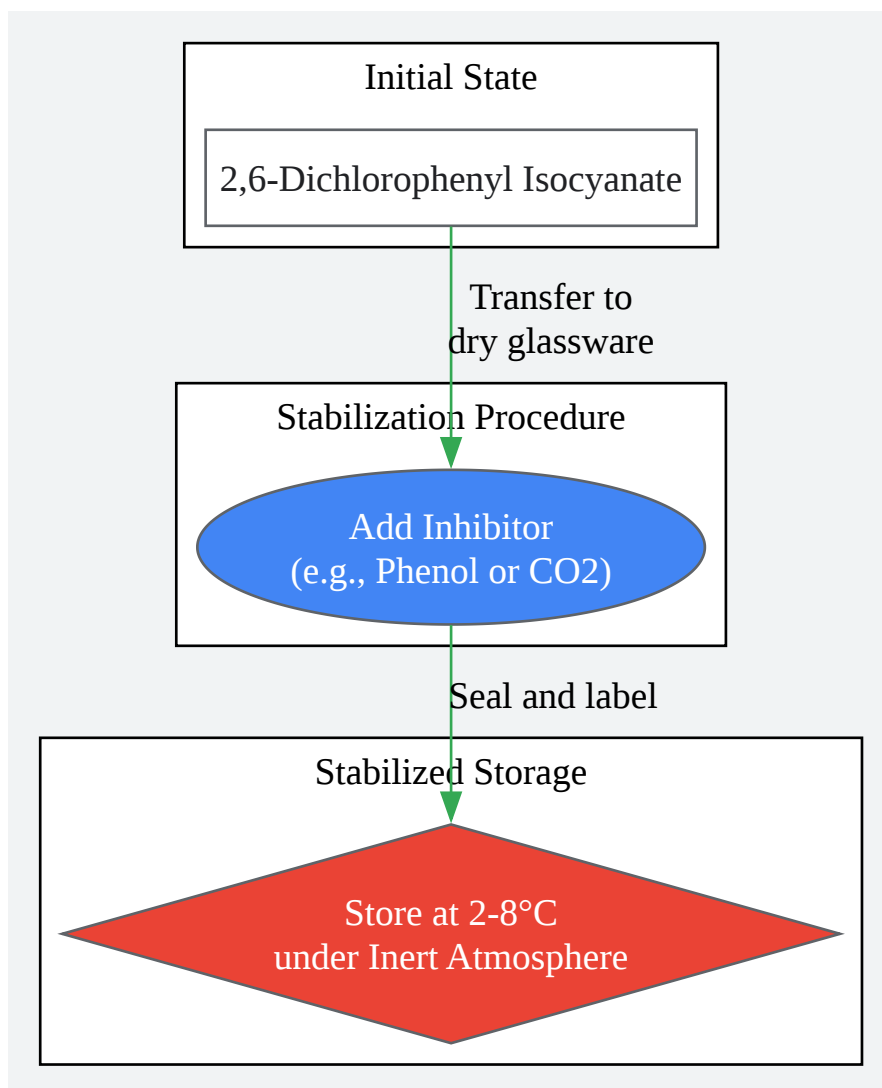 Initial State
2,6-Dichlorophenyl Isocyanate
Transfer to
dry glassware
Stabilization Procedure
Add Inhibitor
(e.g., Phenol or CO2)
Seal and label
Stabilized Storage
Store at 2-8°C
under Inert Atmosphere